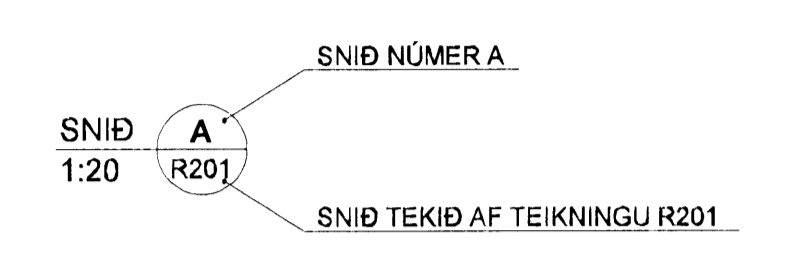 SNIÐ NÚMER A
SNIÐ
A
1:20
R201
SNIÐ TEKIÐ AF TEIKNINGU R201